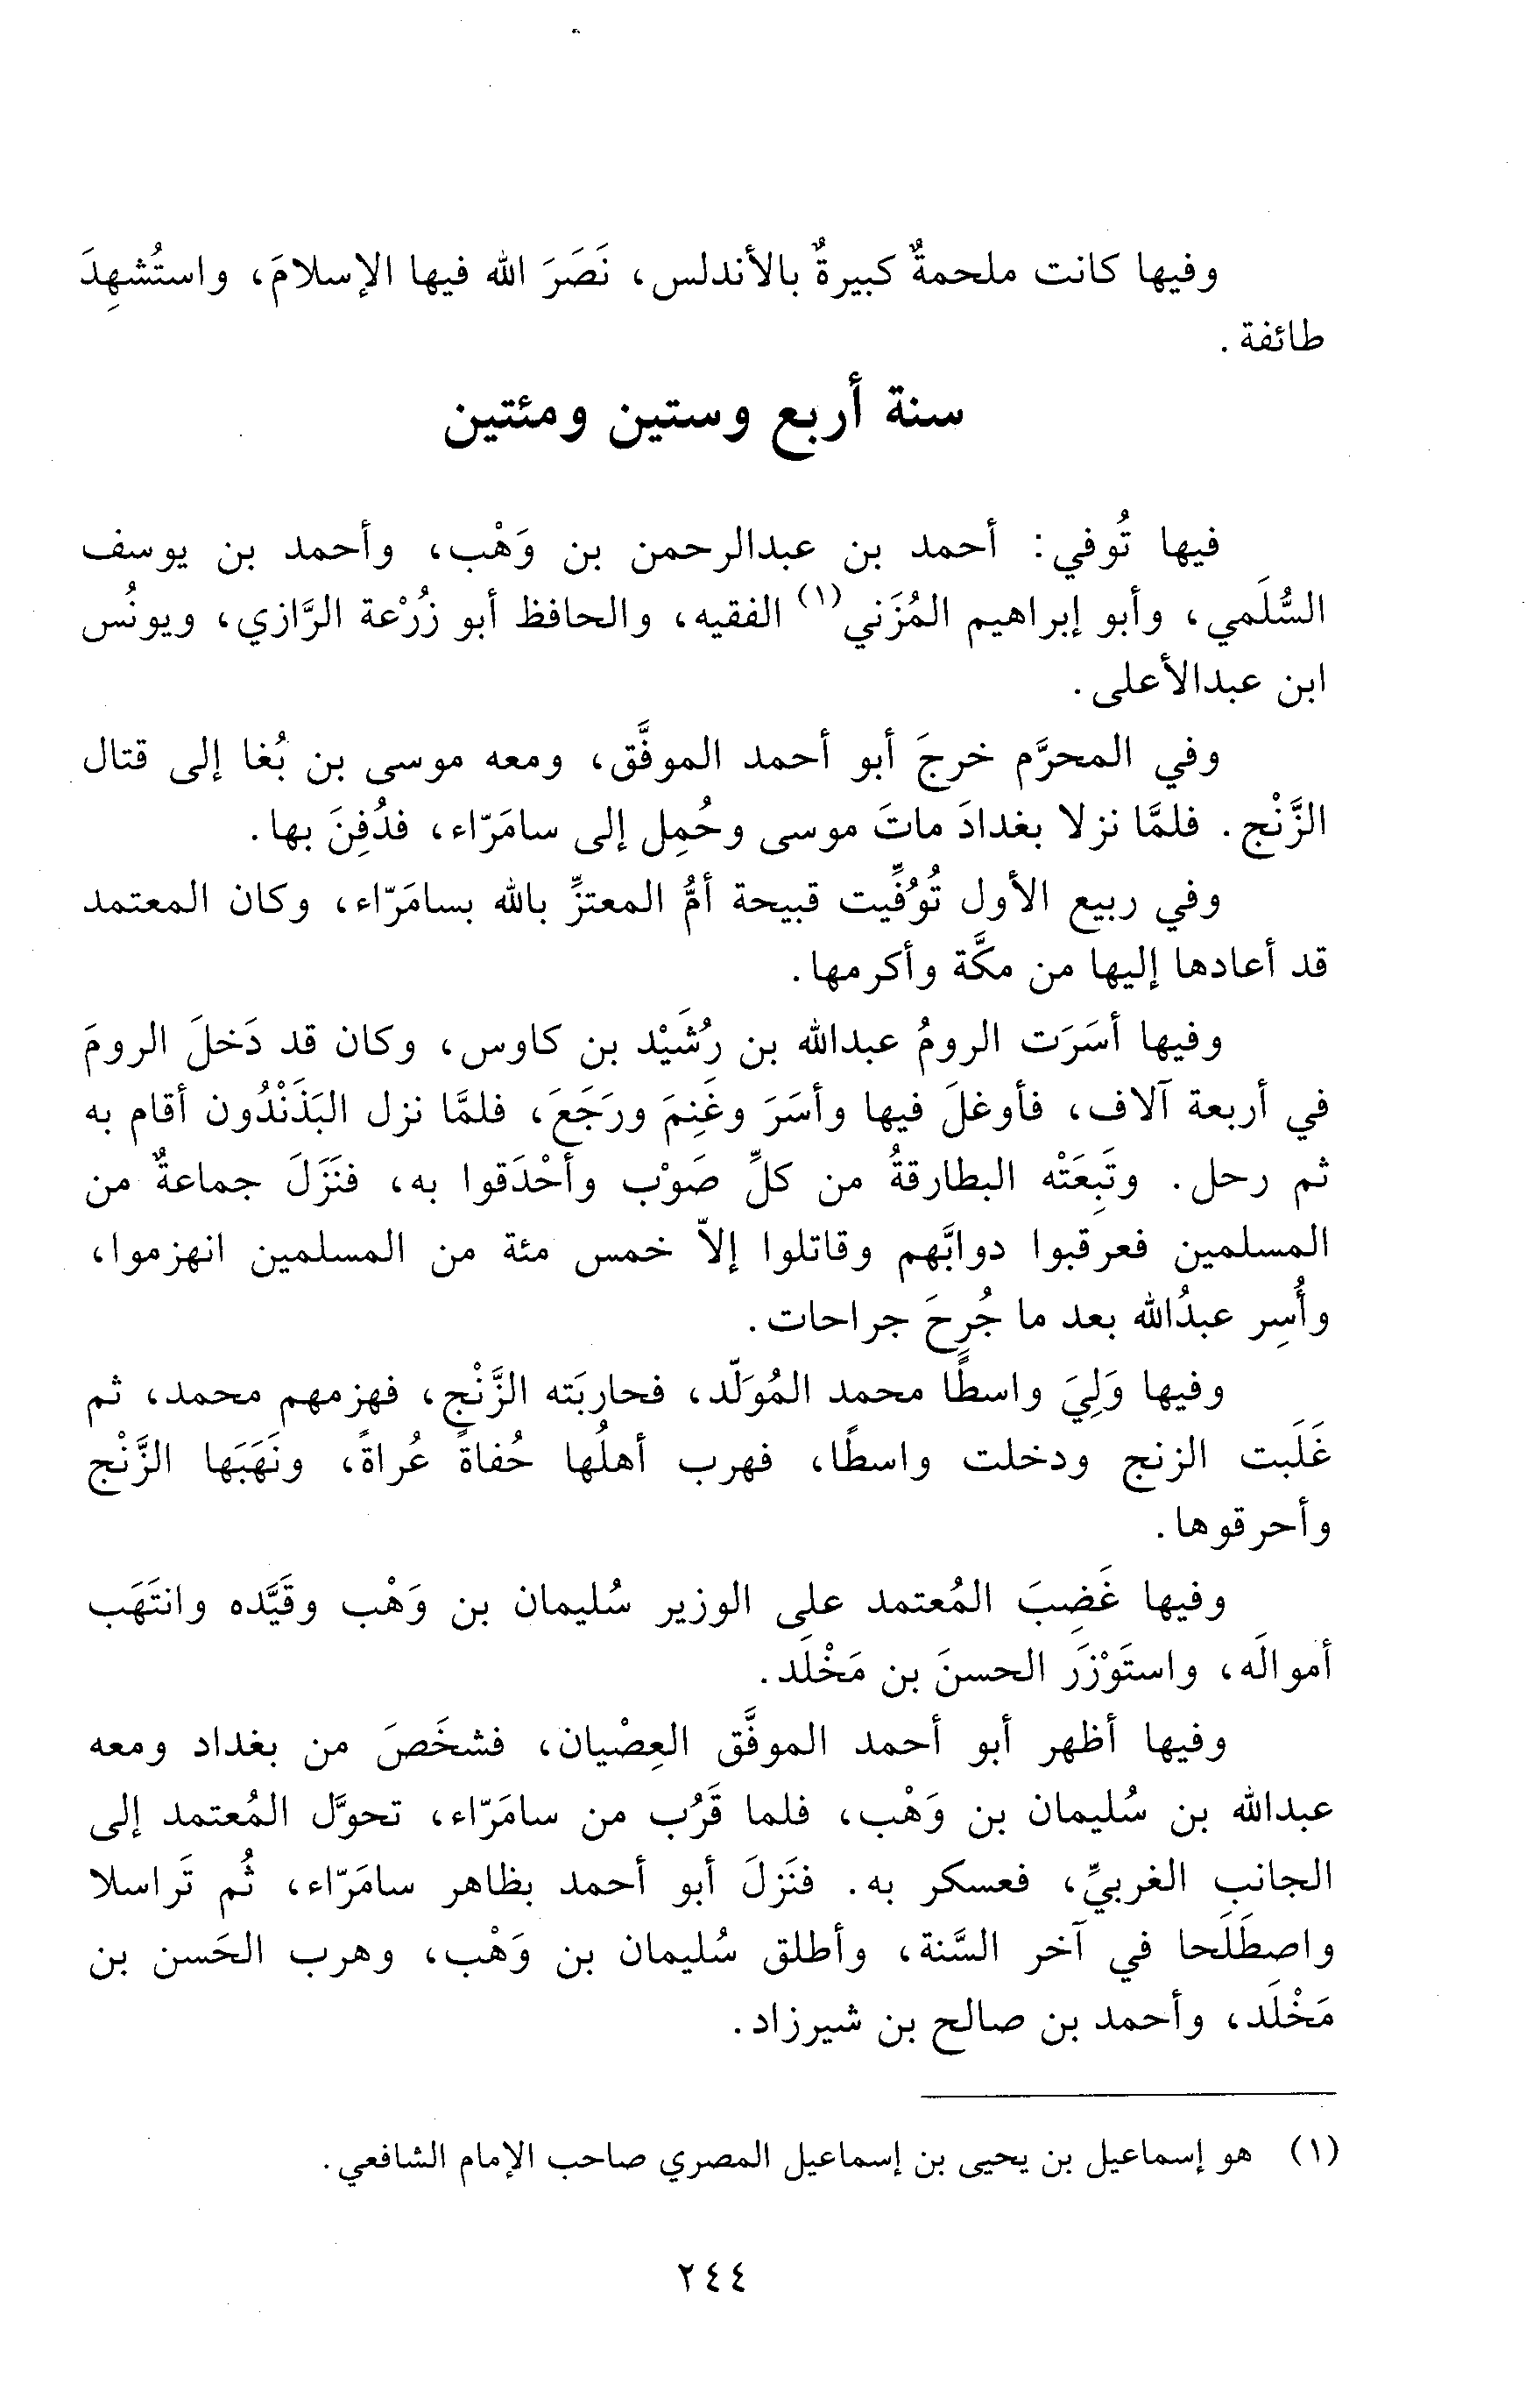 وفيها كانت ملحمةٌ كبيرةٌ بالأندلس، نَصَرَ الله فيها الإسلامَ، واستُشهِدَ
طائفة.
سنة أربع وستين ومئتين
فيها تُوفي: أحمد بن عبدالرحمن بن وَهْب، وأحمد بن يوسف
السُّلَمي، وأبو إبراهيم المُزَني(١) الفقيه، والحافظ أبو زُرْعة الرَّازي، ويونُس
ابن عبدالأعلى.
وفي المحرَّم خرجَ أبو أحمد الموفَّق، ومعه موسى بن بُغا إلى قتال
الزَّنْج. فلمَّا نزلا بغدادَ ماتَ موسى وحُمِل إلى سامَرّاء، فدُفِنَ بها.
وفي ربيع الأول تُوُفِّيت قبيحة أمُّ المعتزِّ بالله بسامَرّاء، وكان المعتمد
قد أعادها إليها من مكَّة وأكرمها.
وفيها أسَرَت الرومُ عبدالله بن رُشَيْد بن كاوس، وكان قد دَخلَ الرومَ
في أربعة آلاف، فأوغلَ فيها وأسَرَ وغَنِمَ ورَجَعَ، فلمَّا نزل البَذَنْدُون أقام به
ثم رحل. وتَبِعَتْه البطارقةُ من كلِّ صَوْب وأحْدَقوا به، فنَزَلَ جماعةٌ من
المسلمين فعرقبوا دوابَّهم وقاتلوا إلاّ خمس مئة من المسلمين انهزموا،
وأُسِر عبدُالله بعد ما جُرِحَ جراحات.
وفيها وَلِيَ واسطًا محمد المُوَلّد، فحاربَته الزَّنْج، فهزمهم محمد، ثم
غَلَبت الزنج ودخلت واسطًا، فهرب أهلُها حُفاةً عُراةً، ونَهَبَها الزَّنْج
وأحرقوها.
وفيها غَضِبَ المُعتمد على الوزير سُليمان بن وَهْب وقَيَّده وانتَهَب
أموالَه، واستَوْزَر الحسنَ بن مَخْلَد.
وفيها أظهر أبو أحمد الموفَّق العِصْيان، فشخَصَ من بغداد ومعه
عبدالله بن سُليمان بن وَهْب، فلما قَرُب من سامَرّاء، تحوَّل المُعتمد إلى
الجانب الغربيِّ، فعسكر به. فنَزلَ أبو أحمد بظاهر سامَرّاء، ثُم تَراسلا
واصطَلَحا في آخر السَّنة، وأطلق سُليمان بن وَهْب، وهرب الحَسن بن
مَخْلَد، وأحمد بن صالح بن شيرزاد.
(١) هو إسماعيل بن يحيى بن إسماعيل المصري صاحب الإمام الشافعي.
٢٤٤